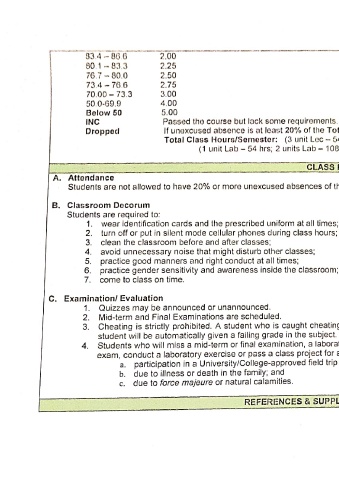 83.4 – 86.6 2.00
80.1 – 83.3 2.25
76.7 – 80.0 2.50
73.4 – 76.6 2.75
70.00 – 73.3 3.00
50.0-69.9 4.00
Below 50 5.00
INC Passed the course but lack some requirements.
Dropped If unexcused absence is at least 20% of the Tot
Total Class Hours/Semester: (3 unit Lec – 5
(1 unit Lab – 54 hrs; 2 units Lab – 108
CLASS
A. Attendance
Students are not allowed to have 20% or more unexcused absences of th
B. Classroom Decorum
Students are required to:
1. wear identification cards and the prescribed uniform at all times;
2. turn off or put in silent mode cellular phones during class hours;
3. clean the classroom before and after classes;
4. avoid unnecessary noise that might disturb other classes;
5. practice good manners and right conduct at all times;
6. practice gender sensitivity and awareness inside the classroom;
7. come to class on time.
C. Examination/ Evaluation
1. Quizzes may be announced or unannounced.
2. Mid-term and Final Examinations are scheduled.
3. Cheating is strictly prohibited. A student who is caught cheating
student will be automatically given a failing grade in the subject.
4. Students who will miss a mid-term or final examination, a labora
exam, conduct a laboratory exercise or pass a class project for a
a. participation in a University/College-approved field trip
b. due to illness or death in the family; and
c. due to force majeure or natural calamities.
REFERENCES & SUPPL